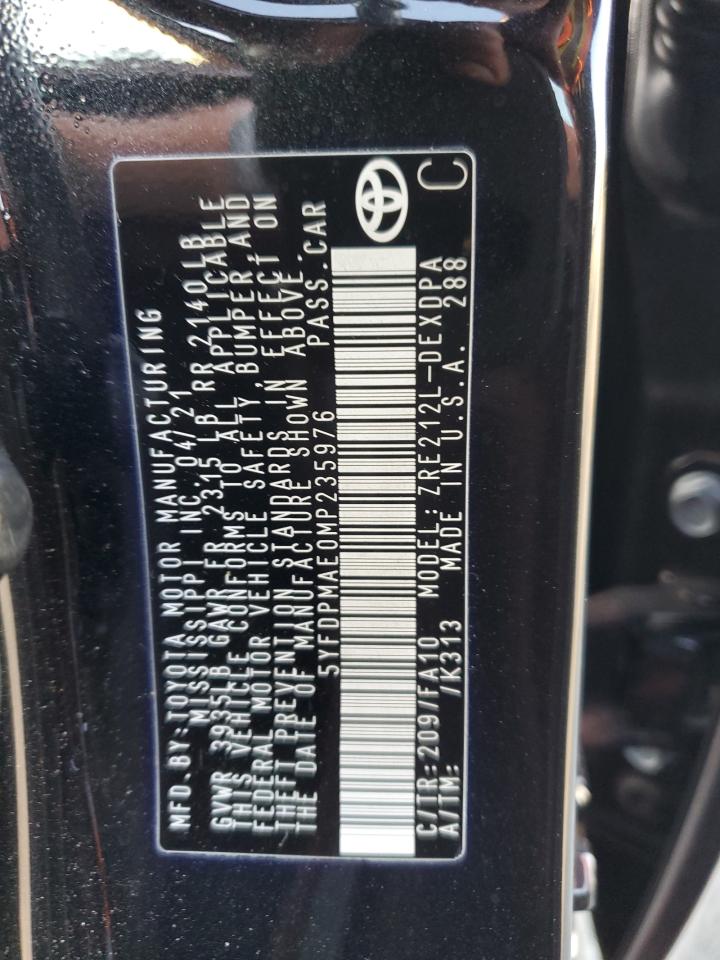 MFD.BY:TOYOTA MOTOR MANUFACTURING
MISSISSIPPI INC.04/21
GVWR 3935LB GAWR FR 2315LB RR 2140LB
THIS VEHICLE CONFORMS TO ALL APPLICABLE
FEDERAL MOTOR VEHICLE SAFETY, BUMPER, AND
THEFT PREVENTION STANDARDS IN EFFECT ON
THE DATE OF MANUFACTURE SHOWN ABOVE.
5YFDPMAE0MP235976 PASS.CAR
C/TR:209/FA10 MODEL:ZRE212L-DEXDPA
A/TM: /K313 MADE IN U.S.A. 288
C